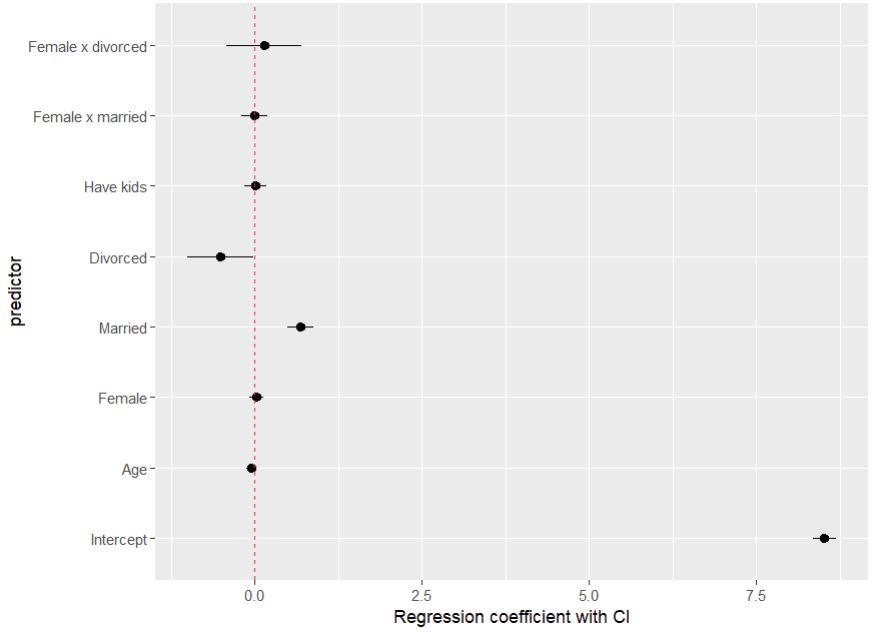 Female x divorced
Female x married
Have kids
Divorced
Married
Female
Age
Intercept
predictor
0.0 2.5 5.0 7.5
Regression coefficient with CI